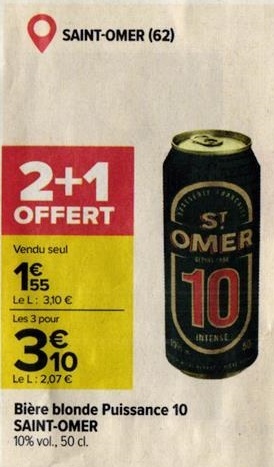 SAINT-OMER (62)
2+1
OFFERT
Vendu seul
1€55
Le L : 3,10 €
Les 3 pour
3€10
Le L : 2,07 €
ST
OMER
10
INTENSE
Bière blonde Puissance 10
SAINT-OMER
10% vol., 50 cl.